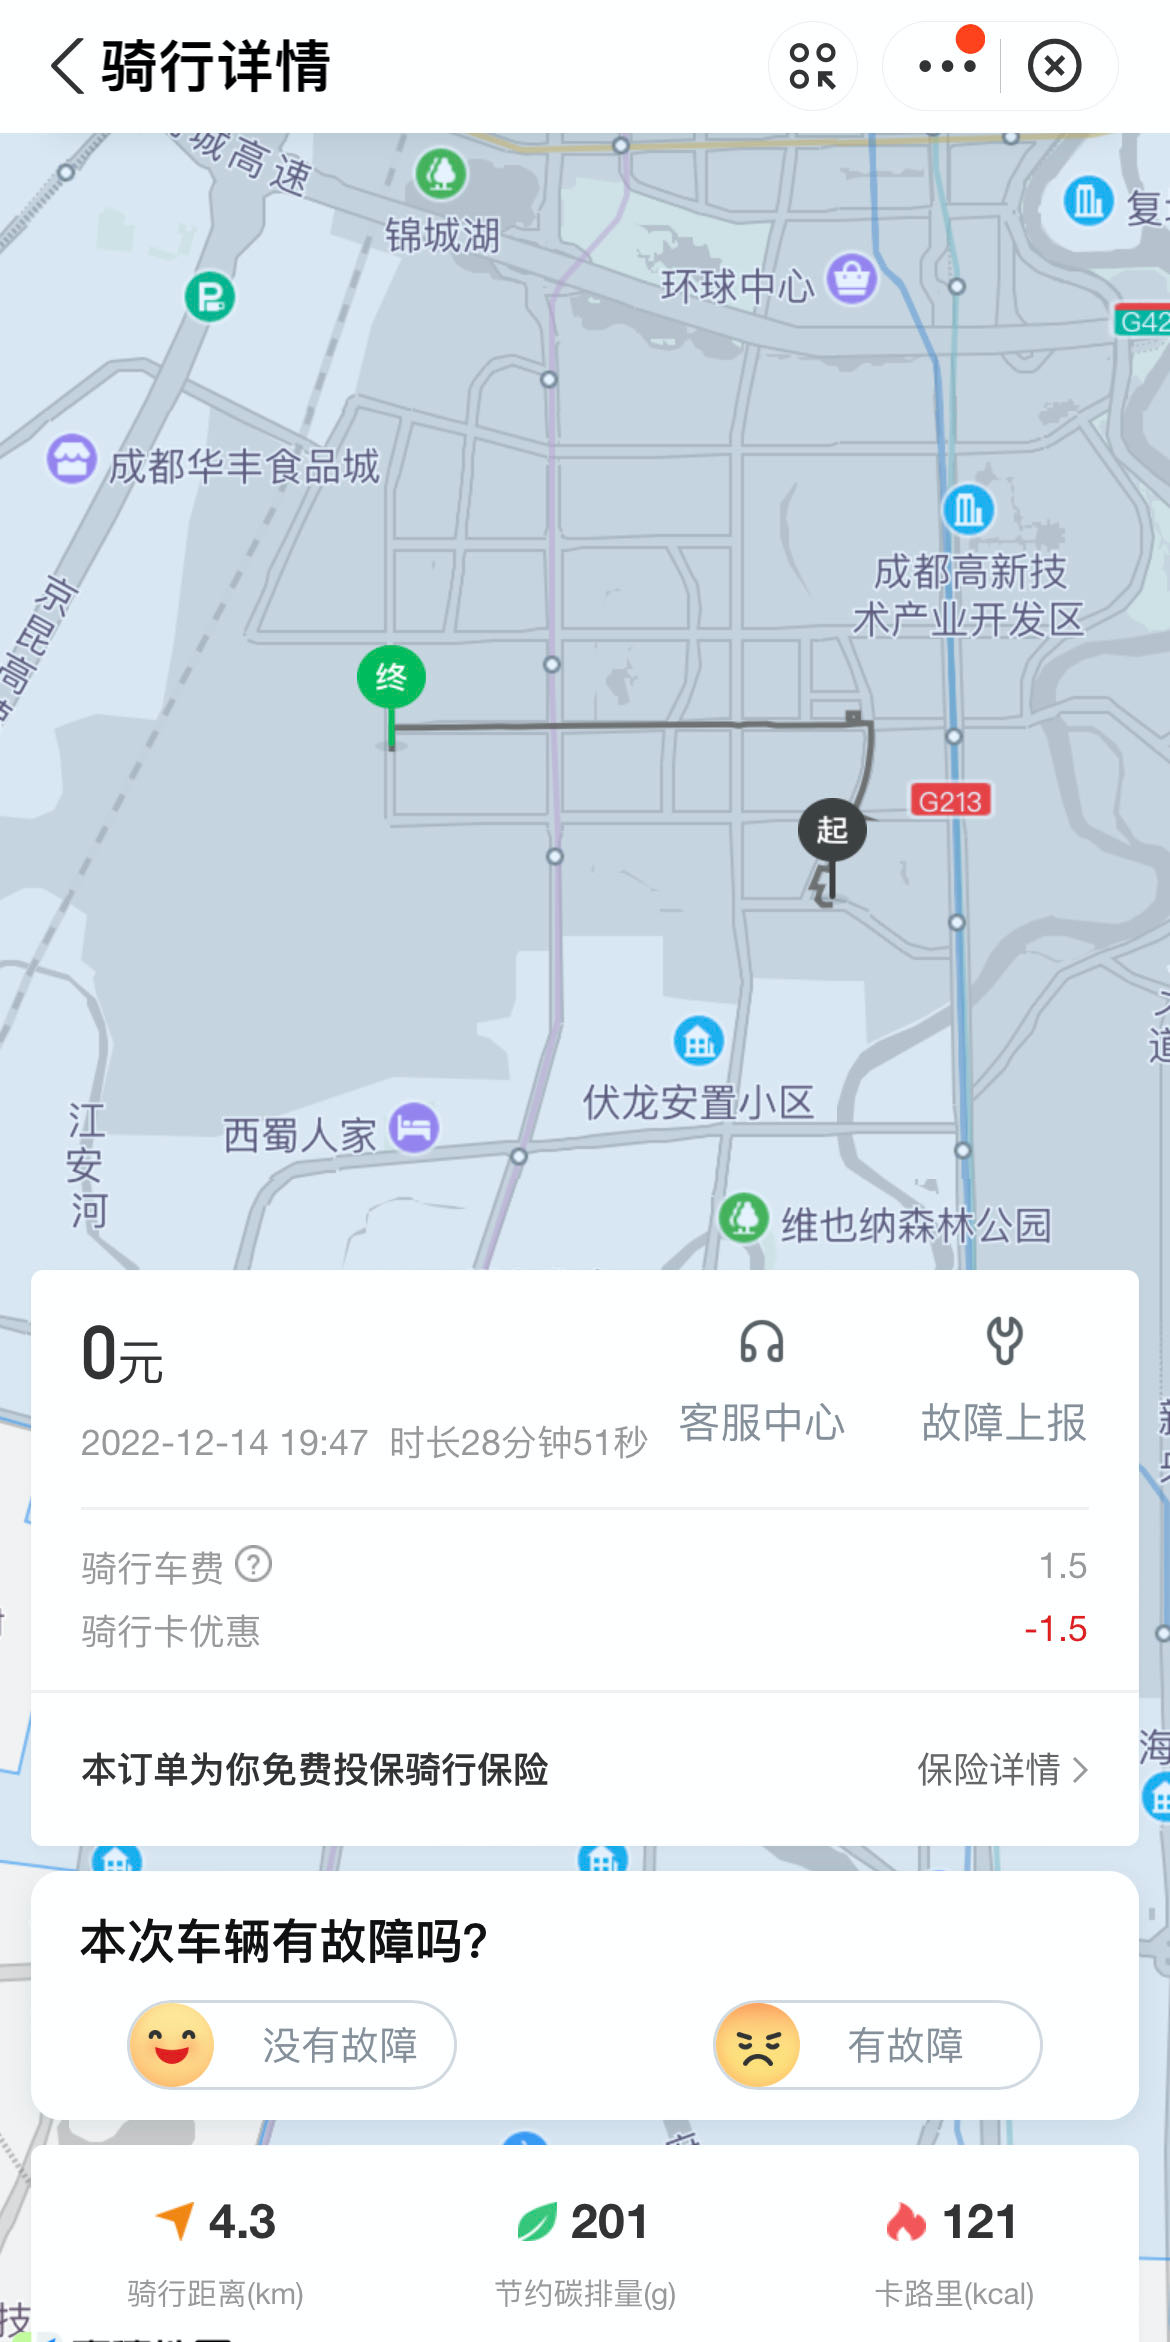 骑行详情
城高速
锦城湖
复
环球中心
G42
成都华丰食品城
成都高新技
术产业开发区
京昆高
终
G213
起
道
伏龙安置小区
江安河
西蜀人家
维也纳森林公园
0元
客服中心
故障上报
2022-12-14 19:47 时长28分钟51秒
骑行车费 ?
1.5
骑行卡优惠
-1.5
海
本订单为你免费投保骑行保险
保险详情
本次车辆有故障吗?
没有故障
有故障
4.3
201
121
骑行距离(km)
节约碳排量(g)
卡路里(kcal)
技